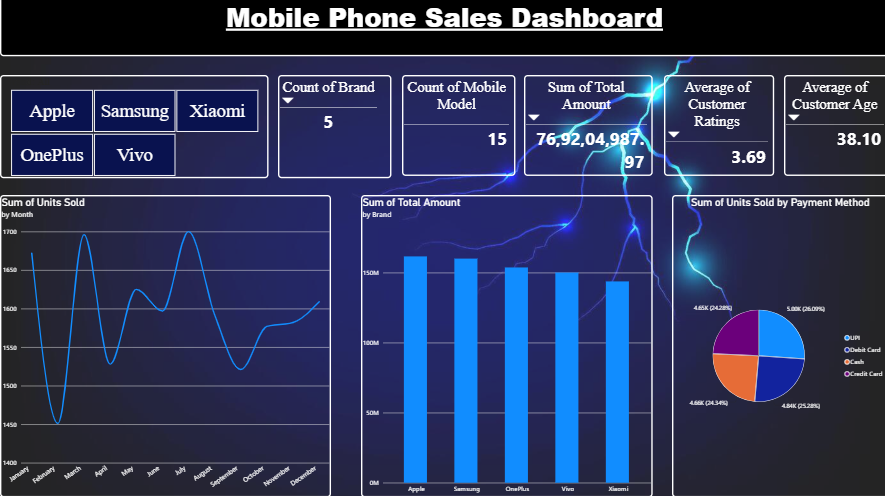 Mobile Phone Sales Dashboard
Apple
Samsung
Xiaomi
OnePlus
Vivo
Count of Brand
5
Count of Mobile
Model
15
Sum of Total
Amount
76,92,04,987.
97
Average of
Customer
Ratings
3.69
Average of
Customer Age
38.10
Sum of Units Sold
by Month
1700
1650
1600
1550
1500
1450
1400
January
February
March
April
May
June
July
August
September
October
November
December
Sum of Total Amount
by Brand
150M
100M
50M
0M
Apple
Samsung
OnePlus
Vivo
Xiaomi
Sum of Units Sold by Payment Method
4.65K (24.28%)
5.00K (26.09%)
4.66K (24.34%)
4.84K (25.28%)
UPI
Debit Card
Cash
Credit Card